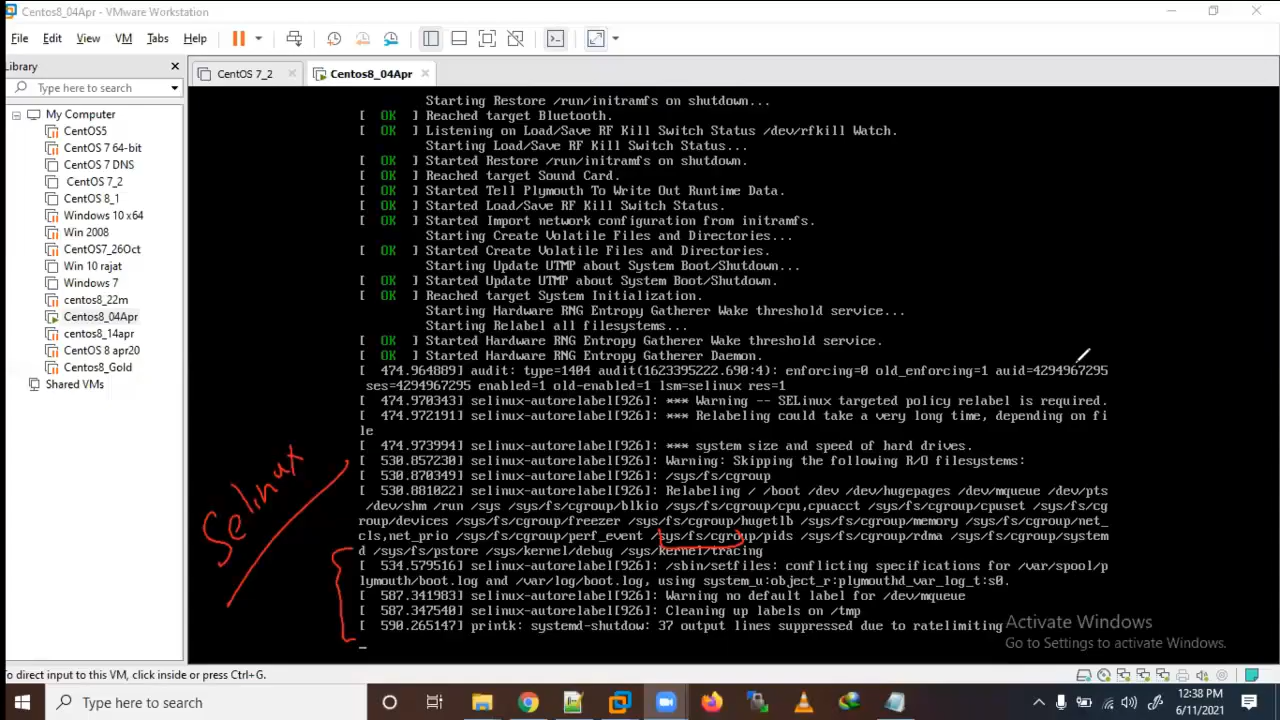 Centos8_04Apr - VMware Workstation
File Edit View VM Tabs Help
Library
Type here to search
My Computer
CentOS5
CentOS 7 64-bit
CentOS 7 DNS
CentOS 7_2
CentOS 8_1
Windows 10 x64
Win 2008
CentOS7_26Oct
Win 10 rajat
Windows 7
centos8_22m
Centos8_04Apr
centos8_14apr
CentOS 8 apr20
Centos8_Gold
Shared VMs
CentOS 7_2 Centos8_04Apr
Starting Restore /run/initramfs on shutdown...
[ OK ] Reached target Bluetooth.
[ OK ] Listening on Load/Save RF Kill Switch Status /dev/rfkill Watch.
Starting Load/Save RF Kill Switch Status...
[ OK ] Started Restore /run/initramfs on shutdown.
[ OK ] Reached target Sound Card.
[ OK ] Started Tell Plymouth To Write Out Runtime Data.
[ OK ] Started Load/Save RF Kill Switch Status.
[ OK ] Started Import network configuration from initramfs.
Starting Create Volatile Files and Directories...
[ OK ] Started Create Volatile Files and Directories.
Starting Update UTMP about System Boot/Shutdown...
[ OK ] Started Update UTMP about System Boot/Shutdown.
[ OK ] Reached target System Initialization.
Starting Hardware RNG Entropy Gatherer Wake threshold service...
Starting Relabel all filesystems...
[ OK ] Started Hardware RNG Entropy Gatherer Wake threshold service.
[ OK ] Started Hardware RNG Entropy Gatherer Daemon.
[ 474.964889] audit: type=1404 audit(1623395222.690:4): enforcing=0 old_enforcing=1 auid=4294967295
ses=4294967295 enabled=1 old-enabled=1 lsm=selinux res=1
[ 474.970343] selinux-autorelabel[926]: *** Warning -- SELinux targeted policy relabel is required.
[ 474.972191] selinux-autorelabel[926]: *** Relabeling could take a very long time, depending on fi
le
[ 474.973994] selinux-autorelabel[926]: *** system size and speed of hard drives.
[ 530.857230] selinux-autorelabel[926]: Warning: Skipping the following R/O filesystems:
[ 530.870349] selinux-autorelabel[926]: /sys/fs/cgroup
[ 530.881022] selinux-autorelabel[926]: Relabeling / /boot /dev /dev/hugepages /dev/mqueue /dev/pts
/dev/shm /run /sys /sys/fs/cgroup/blkio /sys/fs/cgroup/cpu,cpuacct /sys/fs/cgroup/cpuset /sys/fs/cg
roup/devices /sys/fs/cgroup/freezer /sys/fs/cgroup/hugetlb /sys/fs/cgroup/memory /sys/fs/cgroup/net_
cls,net_prio /sys/fs/cgroup/perf_event /sys/fs/cgroup/pids /sys/fs/cgroup/rdma /sys/fs/cgroup/system
d /sys/fs/pstore /sys/kernel/debug /sys/kernel/tracing
[ 534.579516] selinux-autorelabel[926]: /sbin/setfiles: conflicting specifications for /var/spool/p
lymouth/boot.log and /var/log/boot.log, using system_u:object_r:plymouthd_var_log_t:s0.
[ 587.341983] selinux-autorelabel[926]: Warning no default label for /dev/mqueue
[ 587.347540] selinux-autorelabel[926]: Cleaning up labels on /tmp
[ 590.265147] printk: systemd-shutdow: 37 output lines suppressed due to ratelimiting
Selinux
Activate Windows
Go to Settings to activate Windows.
To direct input to this VM, click inside or press Ctrl+G.
Type here to search
12:38 PM
6/11/2021